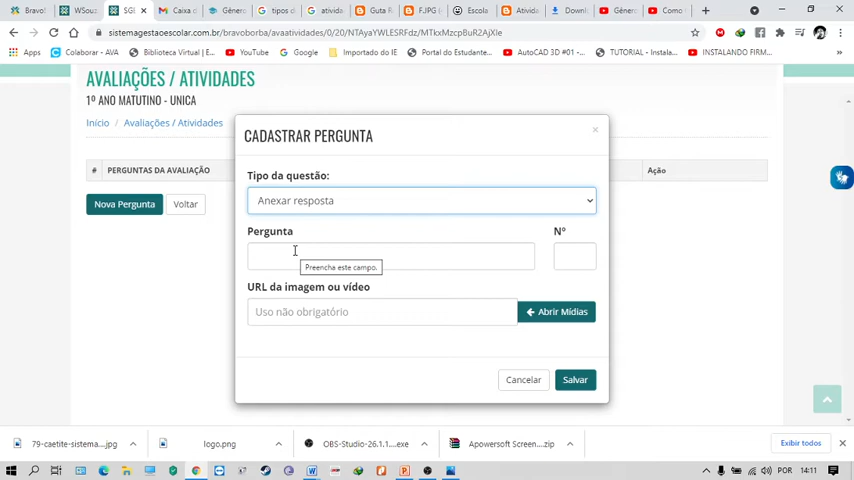 Bravo!
WSouz
SGE
Caixa d
Gênero
tipos d
ativida
Guta R
F.JPG (
Escola
Ativida
Downl
Gêner
Como
sistemagestaoescolar.com.br/bravoborba/avaatividades/0/20/NTAyaYWLESRFdz/MTkxMzcp8uR2AjXIe
Apps
Colaborar - AVA
Biblioteca Virtual | E...
YouTube
Google
Importado do IE
Portal do Estudante...
AutoCAD 3D #01 -...
TUTORIAL - Instala...
INSTALANDO FIRM...
AVALIAÇÕES / ATIVIDADES
1º ANO MATUTINO - UNICA
Início / Avaliações / Atividades
# PERGUNTAS DA AVALIAÇÃO
Ação
Nova Pergunta
Voltar
CADASTRAR PERGUNTA
×
Tipo da questão:
Anexar resposta
Pergunta
Nº
Preencha este campo.
URL da imagem ou vídeo
Uso não obrigatório
Abrir Mídias
Cancelar
Salvar
79-caetite-sistema....jpg
logo.png
OBS-Studio-26.1.1....exe
Apowersoft Screen....zip
Exibir todos
POR
14:11